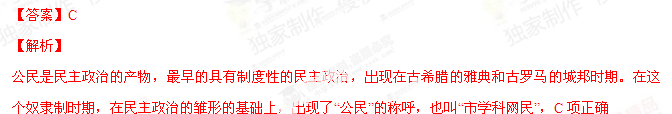 【答案】C
【解析】
公民是民主政治的产物，最早的具有制度性的民主政治，出现在古希腊的雅典和古罗马的城邦时期。在这
个奴隶制时期，在民主政治的雏形的基础上，出现了“公民”的称呼，也叫“市学科网民”，C 项正确